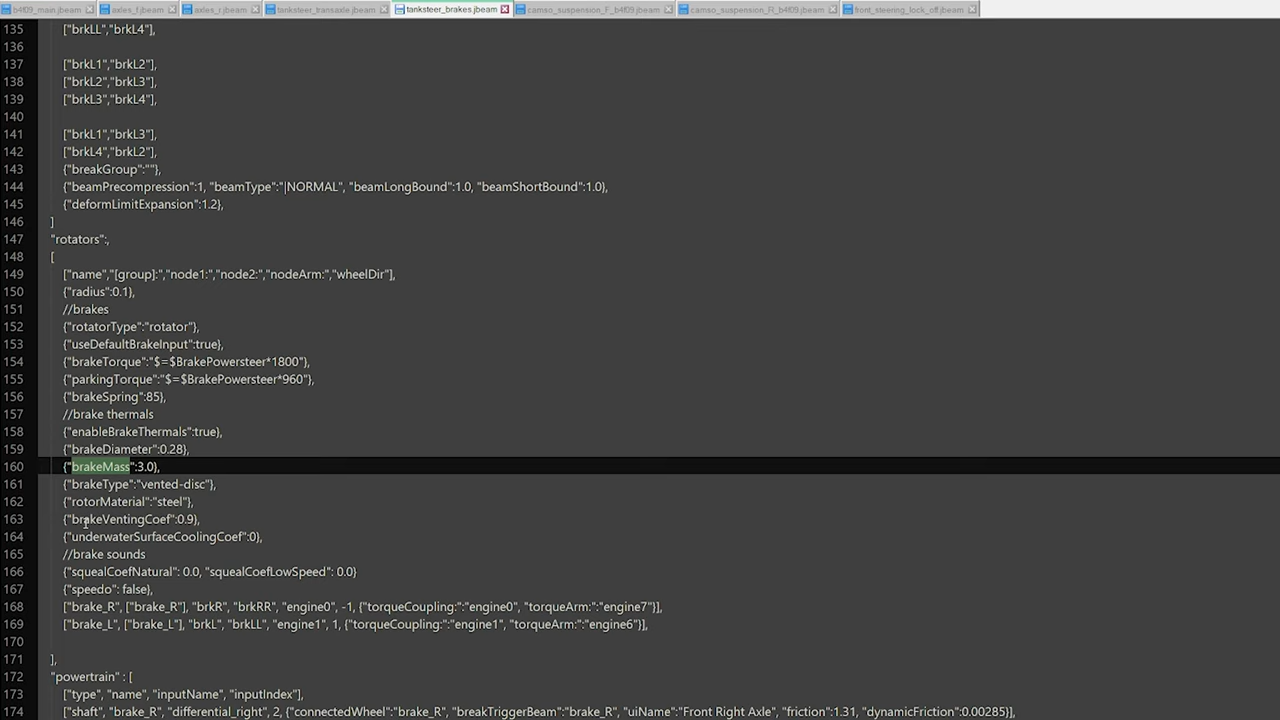 b4f09_main.jbeam axles_f.jbeam axles_r.jbeam tanksteer_transaxle.jbeam tanksteer_brakes.jbeam camso_suspension_F_b4f09.jbeam camso_suspension_R_b4f09.jbeam front_steering_lock_off.jbeam
135 ["brkLL","brkL4"],
136
137 ["brkL1","brkL2"],
138 ["brkL2","brkL3"],
139 ["brkL3","brkL4"],
140
141 ["brkL1","brkL3"],
142 ["brkL4","brkL2"],
143 {"breakGroup":""},
144 {"beamPrecompression":1, "beamType":"|NORMAL", "beamLongBound":1.0, "beamShortBound":1.0},
145 {"deformLimitExpansion":1.2},
146 ]
147 "rotators":,
148 [
149 ["name","[group]:","node1:","node2:","nodeArm:","wheelDir"],
150 {"radius":0.1},
151 //brakes
152 {"rotatorType":"rotator"},
153 {"useDefaultBrakeInput":true},
154 {"brakeTorque":"$=$BrakePowersteer*1800"},
155 {"parkingTorque":"$=$BrakePowersteer*960"},
156 {"brakeSpring":85},
157 //brake thermals
158 {"enableBrakeThermals":true},
159 {"brakeDiameter":0.28},
160 {"brakeMass":3.0},
161 {"brakeType":"vented-disc"},
162 {"rotorMaterial":"steel"},
163 {"brakeVentingCoef":0.9},
164 {"underwaterSurfaceCoolingCoef":0},
165 //brake sounds
166 {"squealCoefNatural": 0.0, "squealCoefLowSpeed": 0.0}
167 {"speedo": false},
168 ["brake_R", ["brake_R"], "brkR", "brkRR", "engine0", -1, {"torqueCoupling:":"engine0", "torqueArm:":"engine7"}],
169 ["brake_L", ["brake_L"], "brkL", "brkLL", "engine1", 1, {"torqueCoupling:":"engine1", "torqueArm:":"engine6"}],
170
171 ],
172 "powertrain" : [
173 ["type", "name", "inputName", "inputIndex"],
174 ["shaft", "brake_R", "differential_right", 2, {"connectedWheel":"brake_R", "breakTriggerBeam":"brake_R", "uiName":"Front Right Axle", "friction":1.31, "dynamicFriction":0.00285}],